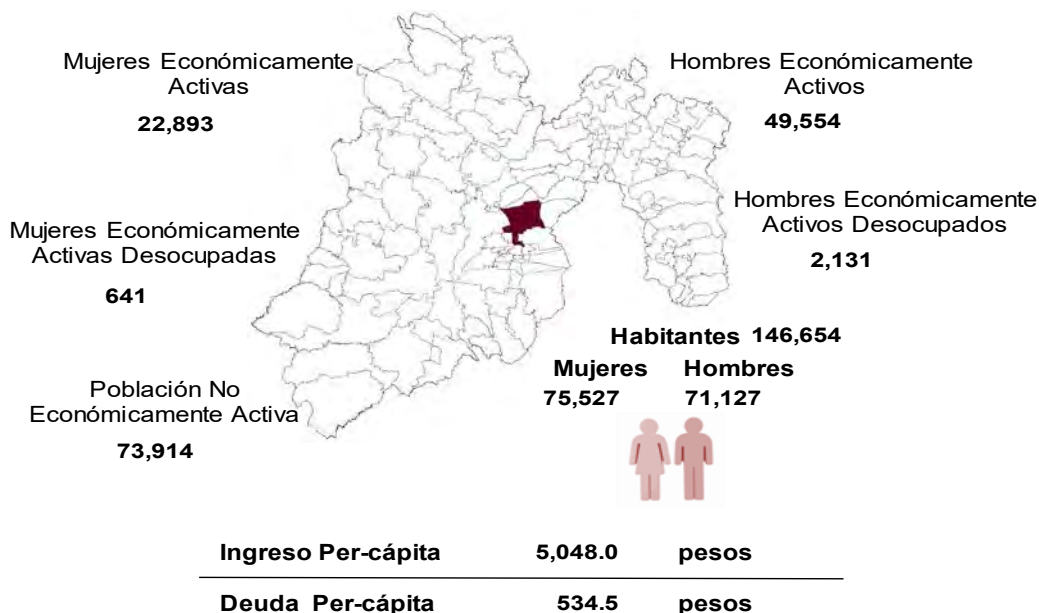 Mujeres Económicamente
Activas
22,893
Hombres Económicamente
Activos
49,554
Mujeres Económicamente
Activas Desocupadas
641
Hombres Económicamente
Activos Desocupados
2,131
Habitantes 146,654
Mujeres Hombres
75,527 71,127
Población No
Económicamente Activa
73,914
Ingreso Per-cápita 5,048.0 pesos
Deuda Per-cápita 534.5 pesos